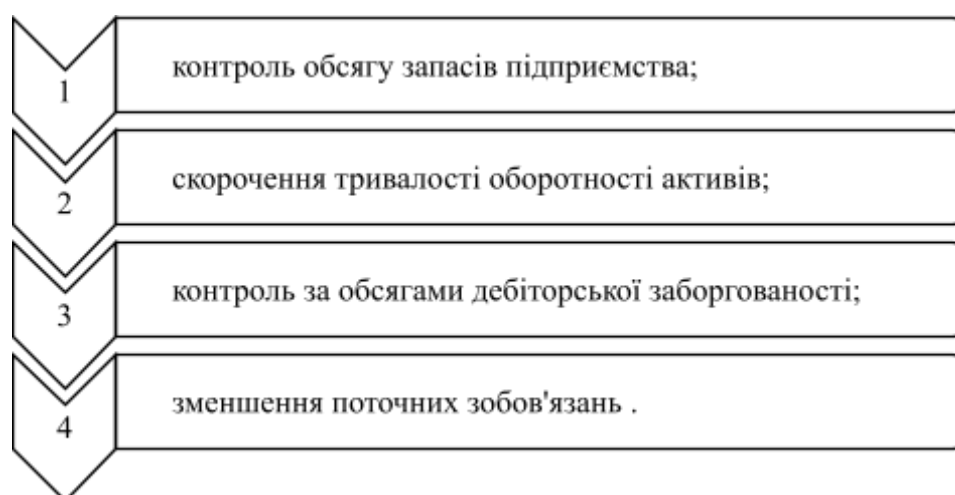 1 контроль обсягу запасів підприємства;
2 скорочення тривалості оборотності активів;
3 контроль за обсягами дебіторської заборгованості;
4 зменшення поточних зобов'язань .